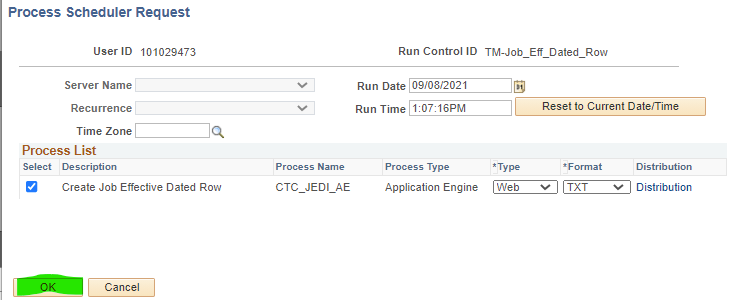 Process Scheduler Request
User ID 101029473 Run Control ID TM-Job_Eff_Dated_Row
Server Name Run Date 09/08/2021
Recurrence Run Time 1:07:16PM Reset to Current Date/Time
Time Zone
Process List
Select Description Process Name Process Type *Type *Format Distribution
Create Job Effective Dated Row CTC_JEDI_AE Application Engine Web TXT Distribution
OK Cancel